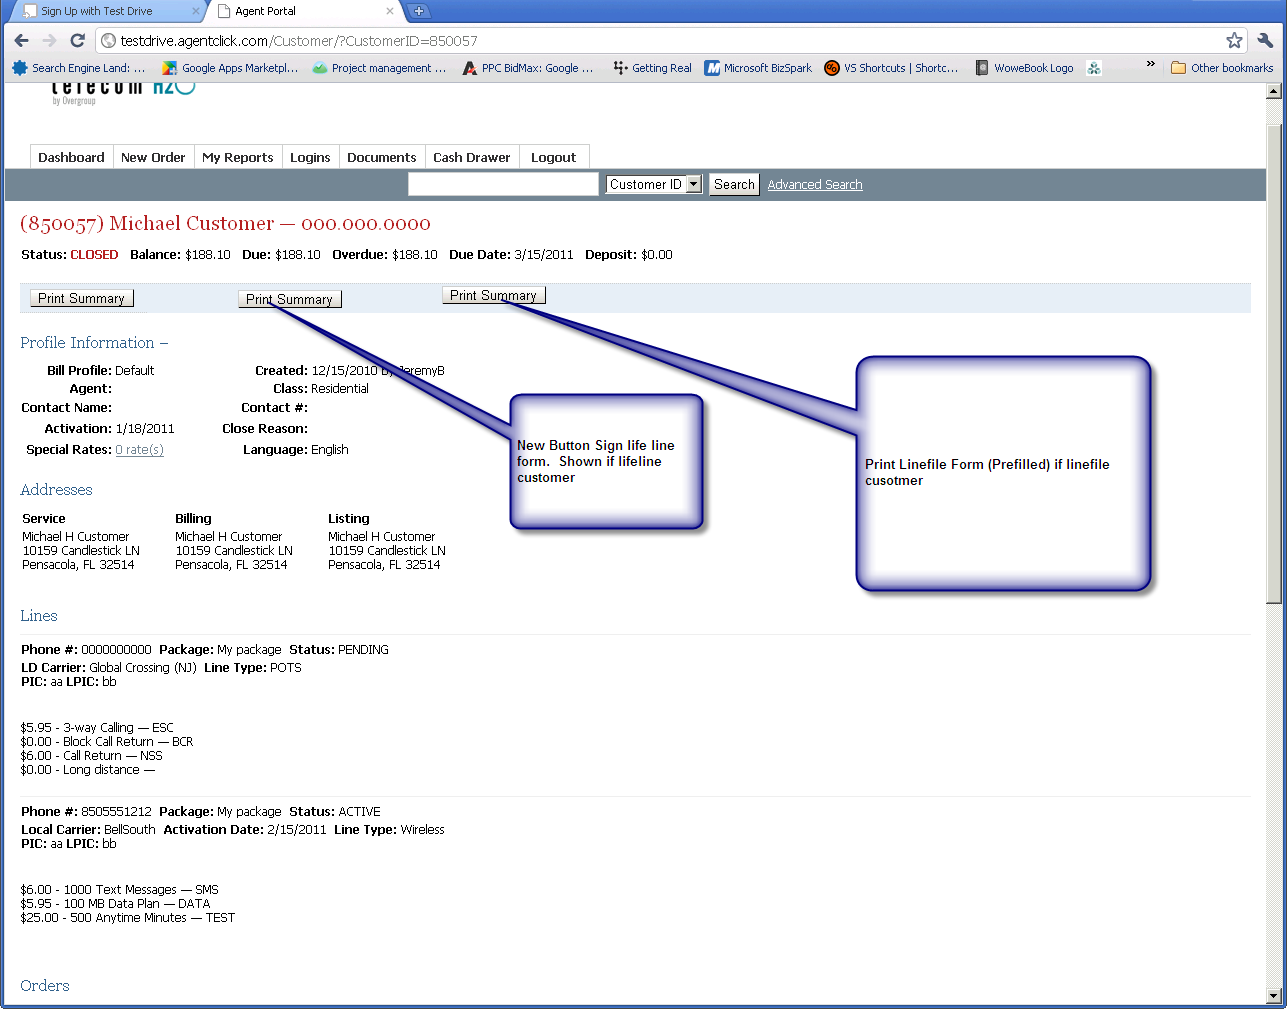 Sign Up with Test Drive
Agent Portal
testdrive.agentclick.com/Customer/?CustomerID=850057
Search Engine Land: ...
Google Apps Marketpl...
Project management ...
PPC BidMax: Google ...
Getting Real
Microsoft BizSpark
VS Shortcuts | Shortc...
WoweBook Logo
»
Other bookmarks
telecom H2O
by Overgroup
Dashboard
New Order
My Reports
Logins
Documents
Cash Drawer
Logout
Customer ID
Search
Advanced Search
(850057) Michael Customer — 000.000.0000
Status: CLOSED Balance: $188.10 Due: $188.10 Overdue: $188.10 Due Date: 3/15/2011 Deposit: $0.00
Print Summary
Print Summary
Print Summary
Profile Information –
Bill Profile: Default
Created: 12/15/2010 by JeremyB
Agent:
Class: Residential
Contact Name:
Contact #:
Activation: 1/18/2011
Close Reason:
Special Rates: 0 rate(s)
Language: English
New Button Sign life line
form. Shown if lifeline
customer
Print Linefile Form (Prefilled) if linefile
cusotmer
Addresses
Service
Michael H Customer
10159 Candlestick LN
Pensacola, FL 32514
Billing
Michael H Customer
10159 Candlestick LN
Pensacola, FL 32514
Listing
Michael H Customer
10159 Candlestick LN
Pensacola, FL 32514
Lines
Phone #: 0000000000 Package: My package Status: PENDING
LD Carrier: Global Crossing (NJ) Line Type: POTS
PIC: aa LPIC: bb
$5.95 - 3-way Calling — ESC
$0.00 - Block Call Return — BCR
$6.00 - Call Return — NSS
$0.00 - Long distance —
Phone #: 8505551212 Package: My package Status: ACTIVE
Local Carrier: BellSouth Activation Date: 2/15/2011 Line Type: Wireless
PIC: aa LPIC: bb
$6.00 - 1000 Text Messages — SMS
$5.95 - 100 MB Data Plan — DATA
$25.00 - 500 Anytime Minutes — TEST
Orders